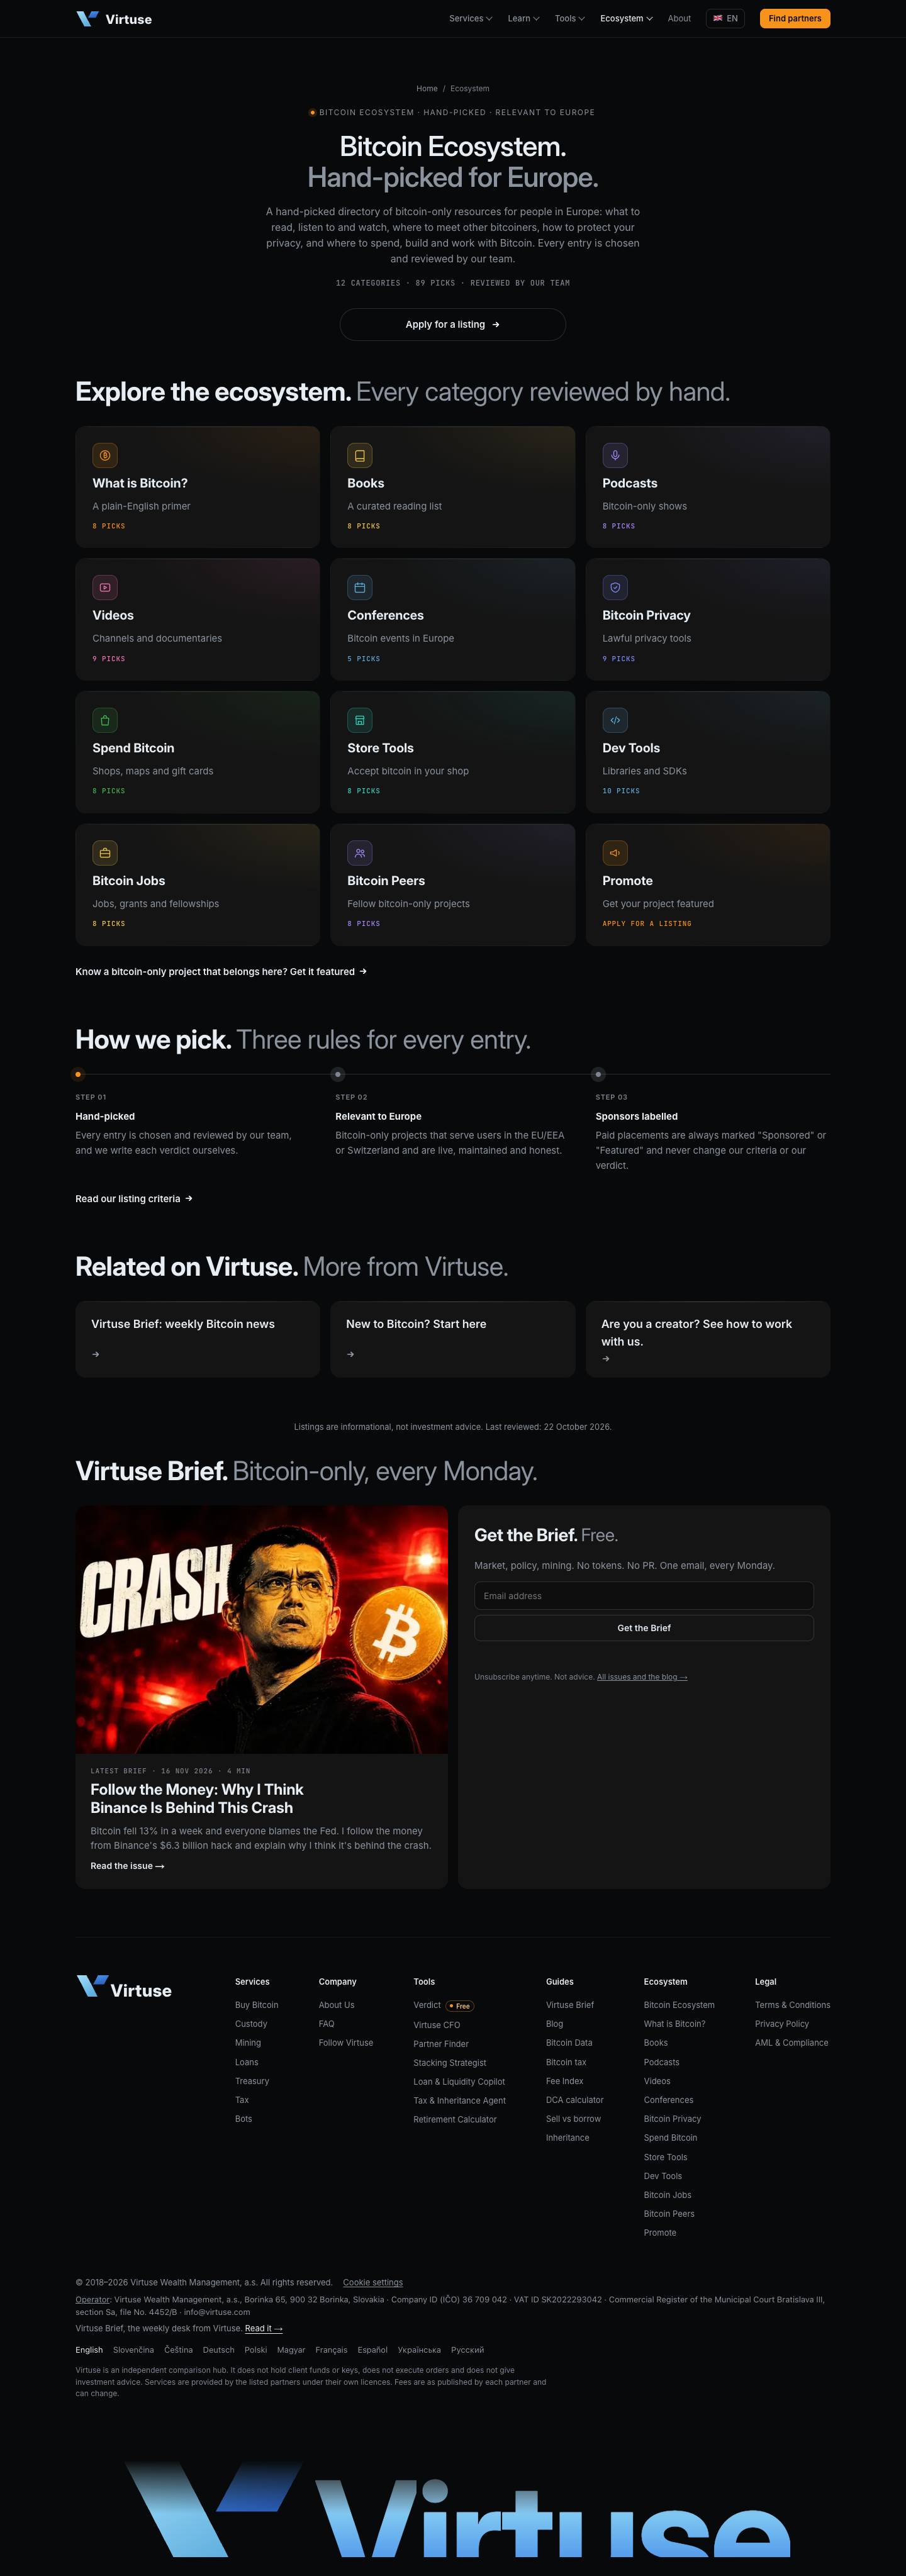 Virtuse
Services Learn Tools Ecosystem About EN Find partners
Home / Ecosystem
BITCOIN ECOSYSTEM · HAND-PICKED · RELEVANT TO EUROPE
Bitcoin Ecosystem.
Hand-picked for Europe.
A hand-picked directory of bitcoin-only resources for people in Europe: what to
read, listen to and watch, where to meet other bitcoiners, how to protect your
privacy, and where to spend, build and work with Bitcoin. Every entry is chosen
and reviewed by our team.
12 CATEGORIES · 89 PICKS · REVIEWED BY OUR TEAM
Apply for a listing →
Explore the ecosystem. Every category reviewed by hand.
What is Bitcoin?
A plain-English primer
8 PICKS
Books
A curated reading list
8 PICKS
Podcasts
Bitcoin-only shows
8 PICKS
Videos
Channels and documentaries
9 PICKS
Conferences
Bitcoin events in Europe
5 PICKS
Bitcoin Privacy
Lawful privacy tools
9 PICKS
Spend Bitcoin
Shops, maps and gift cards
8 PICKS
Store Tools
Accept bitcoin in your shop
8 PICKS
Dev Tools
Libraries and SDKs
10 PICKS
Bitcoin Jobs
Jobs, grants and fellowships
8 PICKS
Bitcoin Peers
Fellow bitcoin-only projects
8 PICKS
Promote
Get your project featured
APPLY FOR A LISTING
Know a bitcoin-only project that belongs here? Get it featured →
How we pick. Three rules for every entry.
STEP 01
Hand-picked
Every entry is chosen and reviewed by our team,
and we write each verdict ourselves.
STEP 02
Relevant to Europe
Bitcoin-only projects that serve users in the EU/EEA
or Switzerland and are live, maintained and honest.
STEP 03
Sponsors labelled
Paid placements are always marked "Sponsored" or
"Featured" and never change our criteria or our
verdict.
Read our listing criteria →
Related on Virtuse. More from Virtuse.
Virtuse Brief: weekly Bitcoin news
→
New to Bitcoin? Start here
→
Are you a creator? See how to work
with us.
→
Listings are informational, not investment advice. Last reviewed: 22 October 2026.
Virtuse Brief. Bitcoin-only, every Monday.
CRASH
LATEST BRIEF · 16 NOV 2026 · 4 MIN
Follow the Money: Why I Think
Binance Is Behind This Crash
Bitcoin fell 13% in a week and everyone blames the Fed. I follow the money
from Binance's $6.3 billion hack and explain why I think it's behind the crash.
Read the issue →
Get the Brief. Free.
Market, policy, mining. No tokens. No PR. One email, every Monday.
Email address
Get the Brief
Unsubscribe anytime. Not advice. All issues and the blog →
Virtuse
Services
Buy Bitcoin
Custody
Mining
Loans
Treasury
Tax
Bots
Company
About Us
FAQ
Follow Virtuse
Tools
Verdict Free
Virtuse CFO
Partner Finder
Stacking Strategist
Loan & Liquidity Copilot
Tax & Inheritance Agent
Retirement Calculator
Guides
Virtuse Brief
Blog
Bitcoin Data
Bitcoin tax
Fee Index
DCA calculator
Sell vs borrow
Inheritance
Ecosystem
Bitcoin Ecosystem
What is Bitcoin?
Books
Podcasts
Videos
Conferences
Bitcoin Privacy
Spend Bitcoin
Store Tools
Dev Tools
Bitcoin Jobs
Bitcoin Peers
Promote
Legal
Terms & Conditions
Privacy Policy
AML & Compliance
© 2018–2026 Virtuse Wealth Management, a.s. All rights reserved. Cookie settings
Operator: Virtuse Wealth Management, a.s., Borinka 65, 900 32 Borinka, Slovakia · Company ID (IČO) 36 709 042 · VAT ID SK2022293042 · Commercial Register of the Municipal Court Bratislava III,
section Sa, file No. 4452/B · info@virtuse.com
Virtuse Brief, the weekly desk from Virtuse. Read it →
English Slovenčina Čeština Deutsch Polski Magyar Français Español Українська Русский
Virtuse is an independent comparison hub. It does not hold client funds or keys, does not execute orders and does not give
investment advice. Services are provided by the listed partners under their own licences. Fees are as published by each partner and
can change.
Virtuse